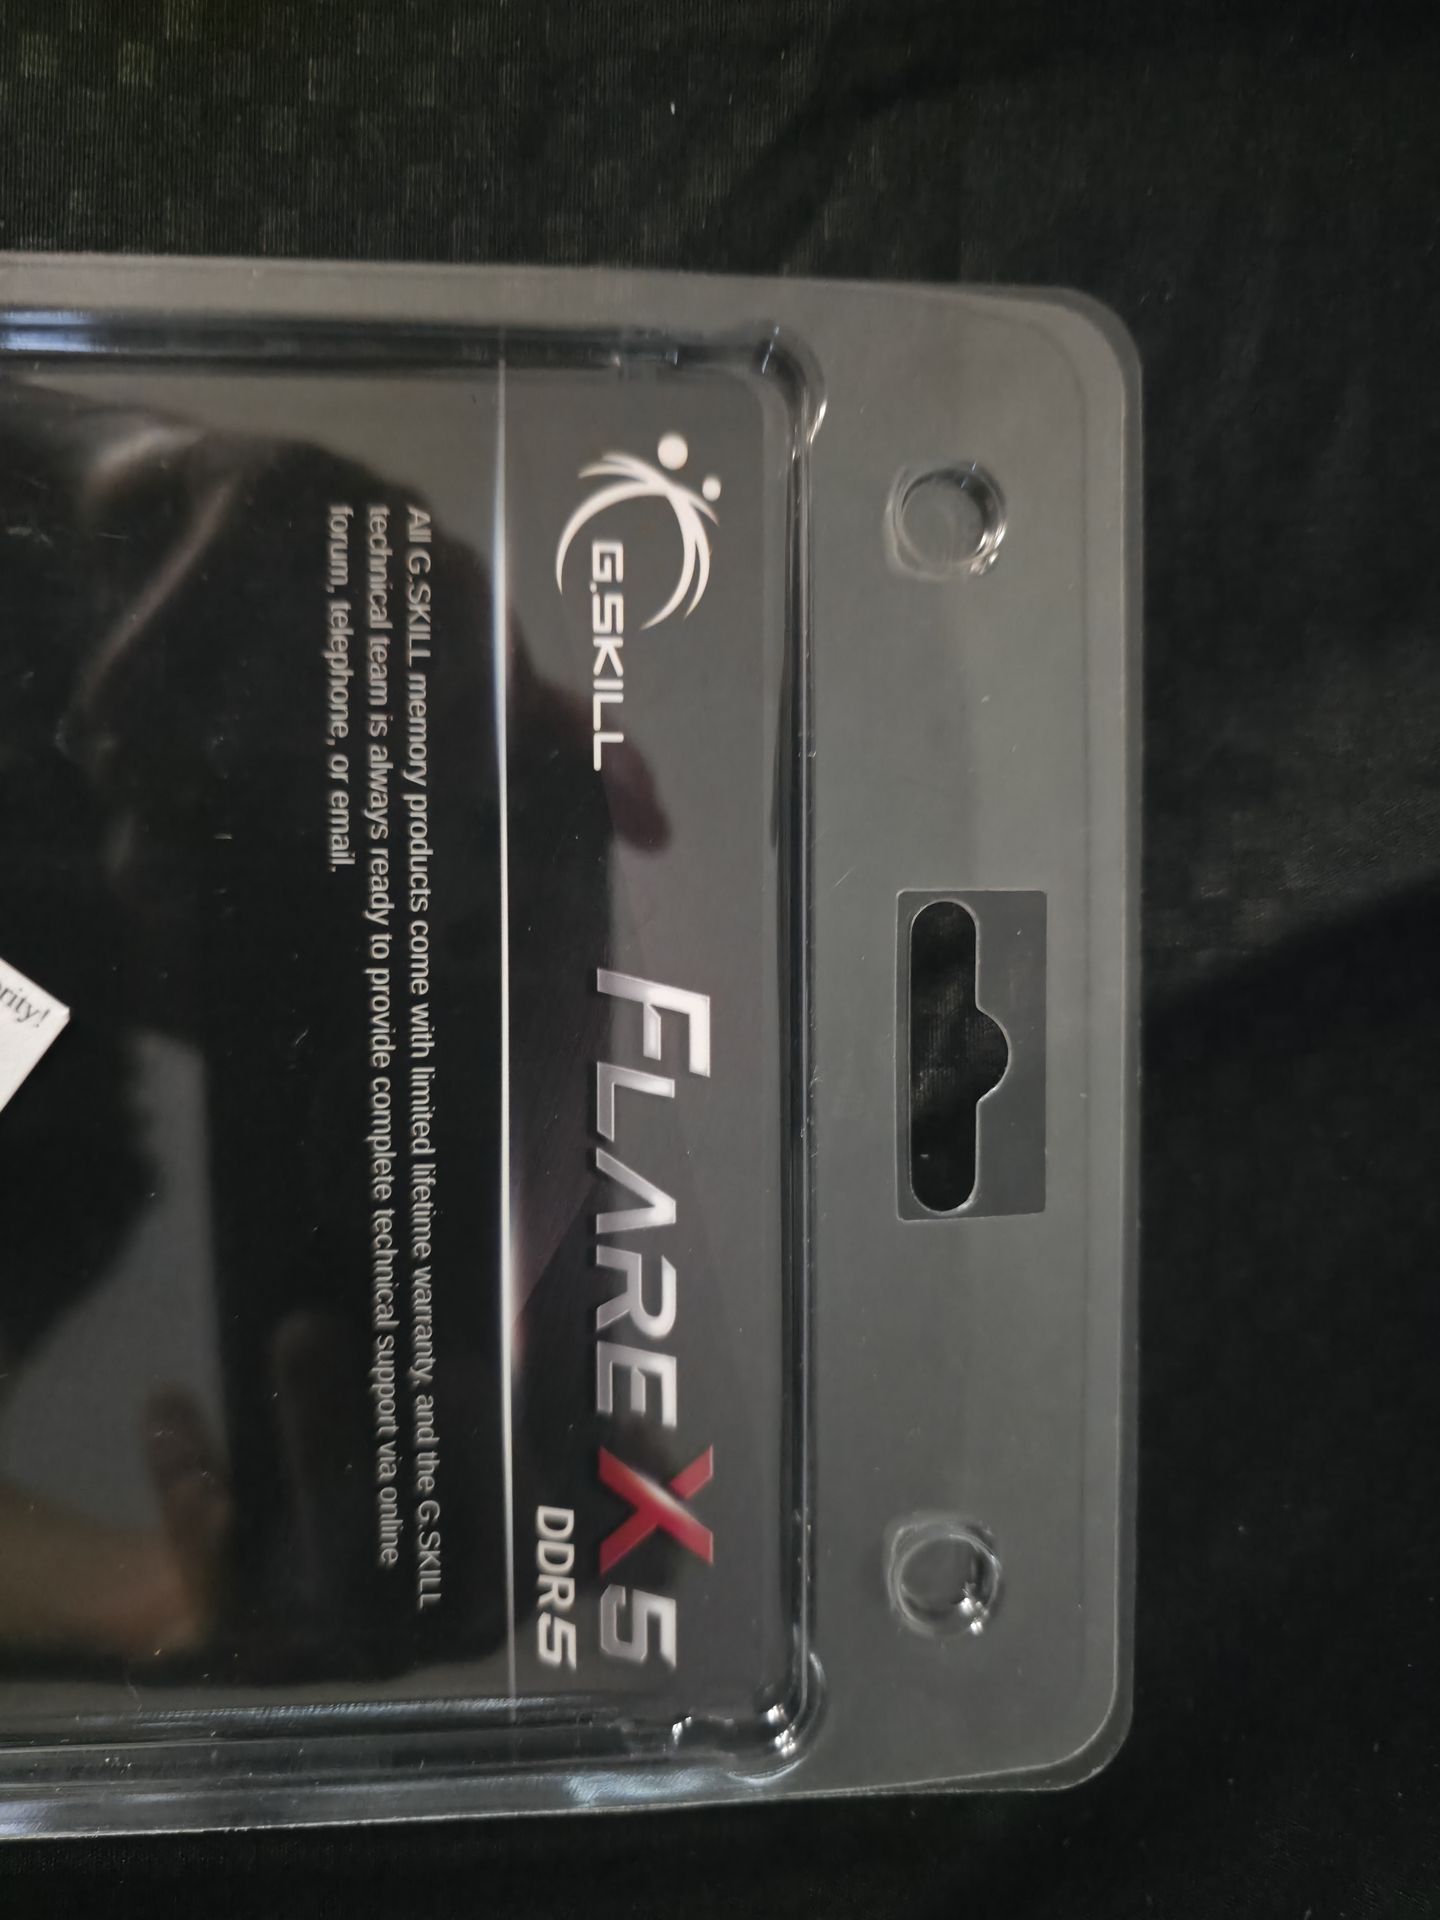 G.SKILL
FLARE X5
DDR5
All G.SKILL memory products come with limited lifetime warranty, and the G.SKILL
technical team is always ready to provide complete technical support via online
forum, telephone, or email.